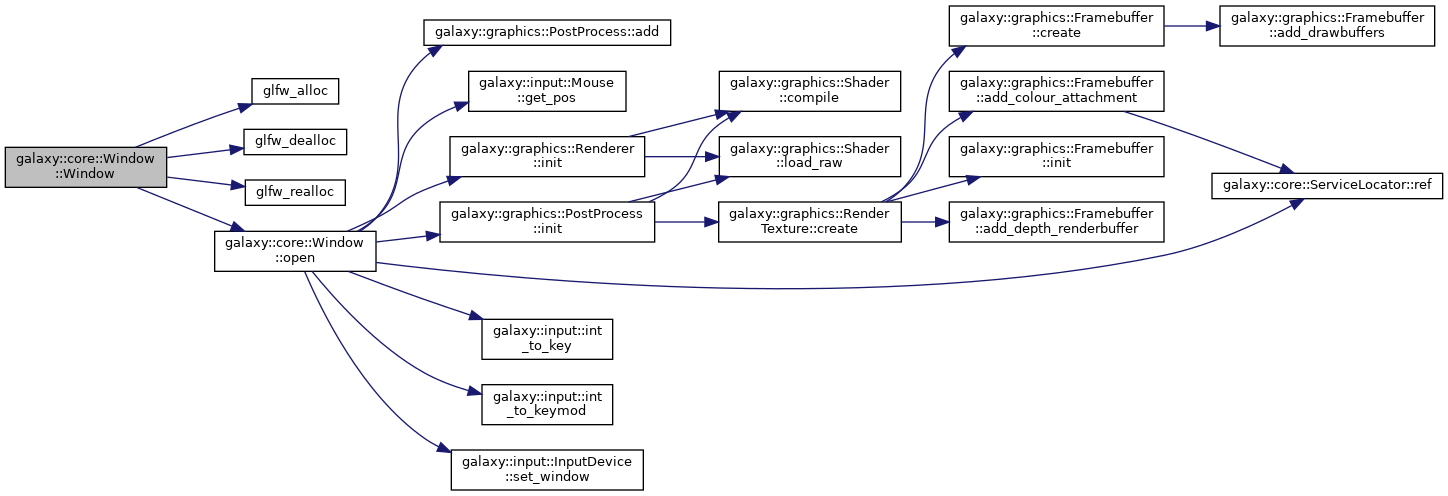 galaxy::core::Window
::Window
glfw_alloc
glfw_dealloc
glfw_realloc
galaxy::core::Window
::open
galaxy::graphics::PostProcess::add
galaxy::input::Mouse
::get_pos
galaxy::graphics::Renderer
::init
galaxy::graphics::PostProcess
::init
galaxy::input::int
_to_key
galaxy::input::int
_to_keymod
galaxy::input::InputDevice
::set_window
galaxy::graphics::Shader
::compile
galaxy::graphics::Shader
::load_raw
galaxy::graphics::Render
Texture::create
galaxy::graphics::Framebuffer
::create
galaxy::graphics::Framebuffer
::add_colour_attachment
galaxy::graphics::Framebuffer
::init
galaxy::graphics::Framebuffer
::add_depth_renderbuffer
galaxy::graphics::Framebuffer
::add_drawbuffers
galaxy::core::ServiceLocator::ref